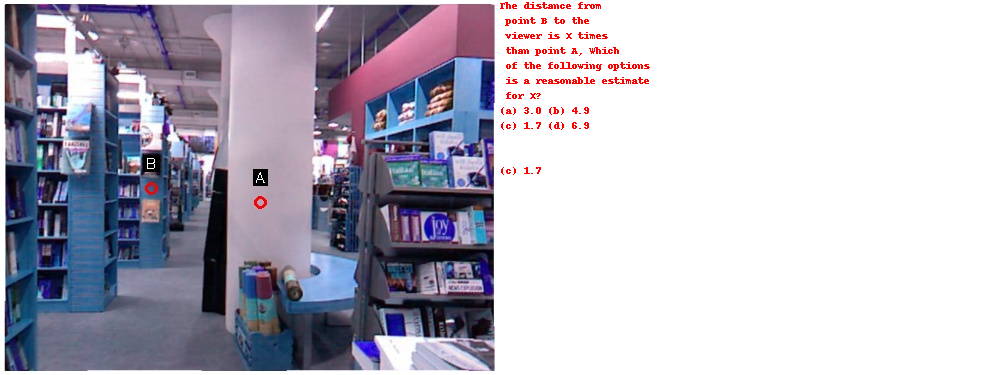 The distance from
point B to the
viewer is X times
than point A, Which
of the following options
is a reasonable estimate
for X?
(a) 3.0 (b) 4.9
(c) 1.7 (d) 6.9
(c) 1.7
B
A
joy